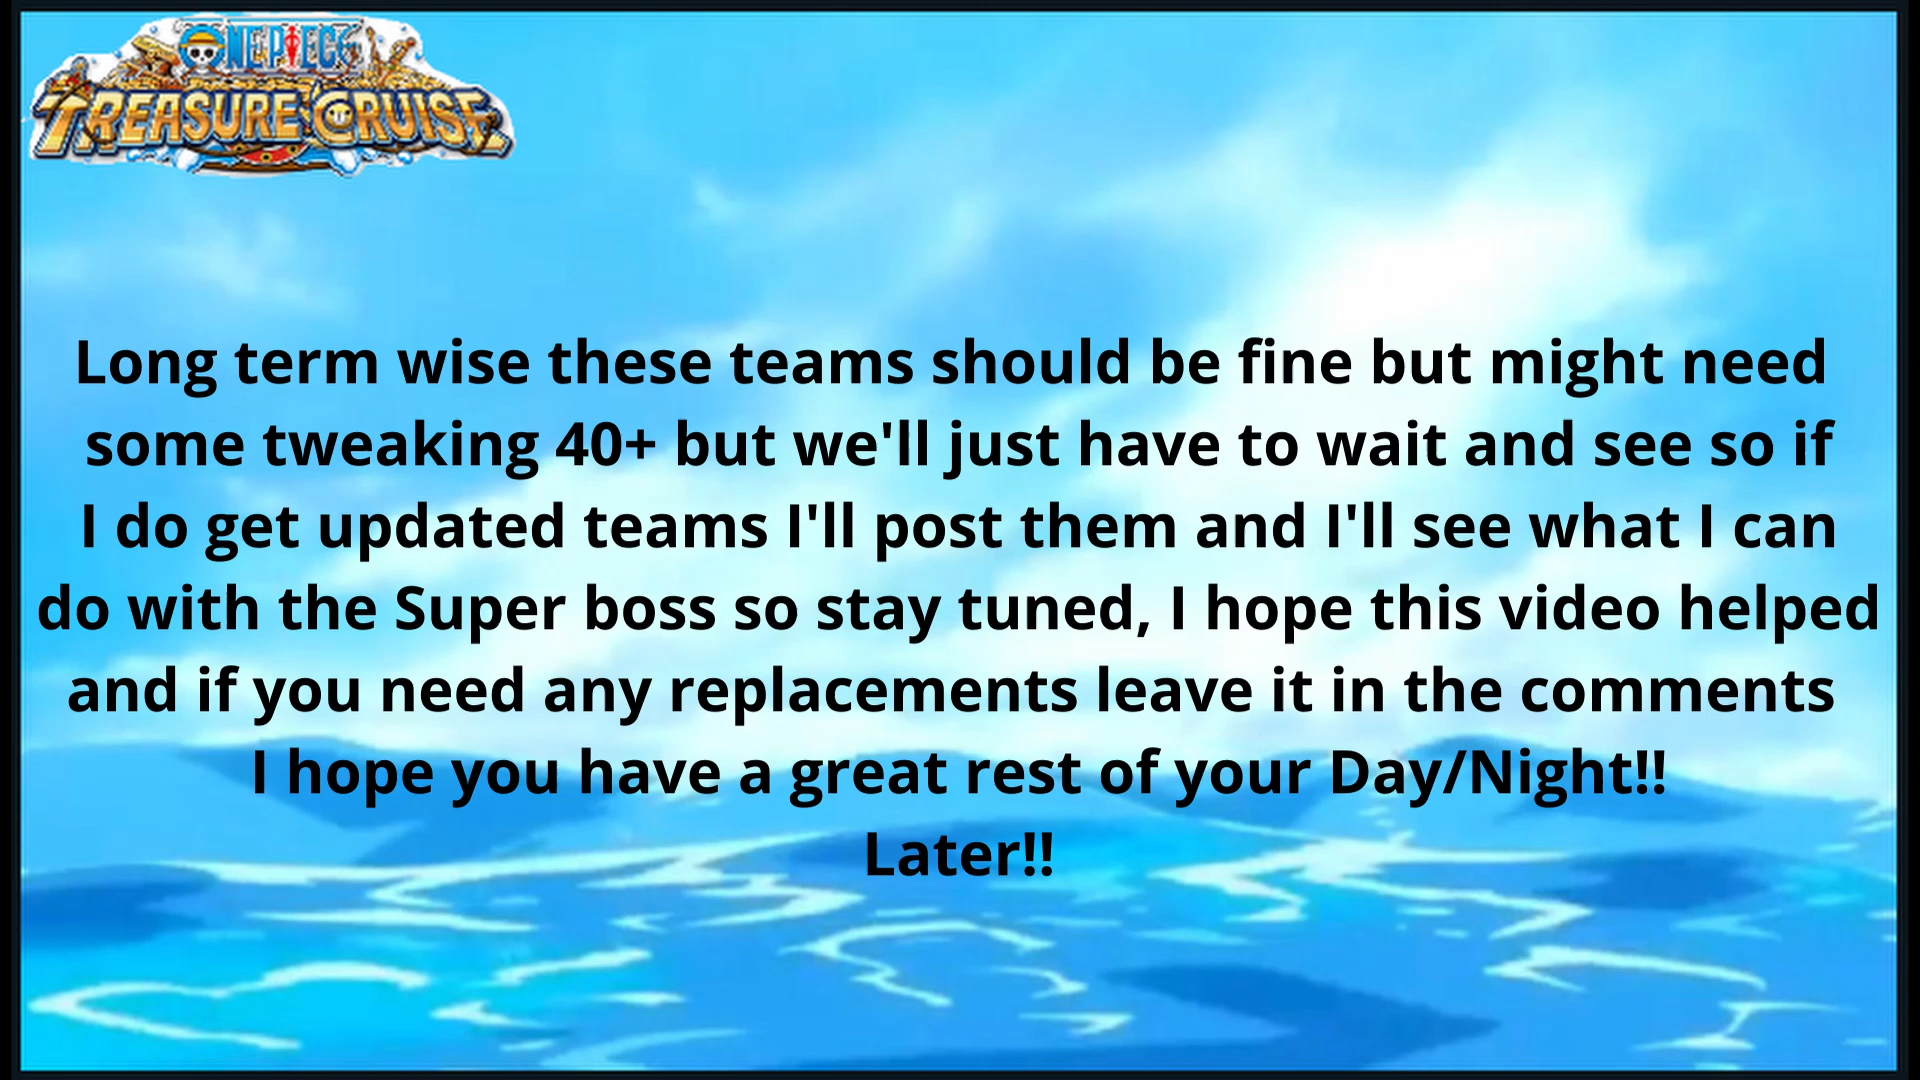 ONE PIECE
TREASURE CRUISE
Long term wise these teams should be fine but might need
some tweaking 40+ but we'll just have to wait and see so if
I do get updated teams I'll post them and I'll see what I can
do with the Super boss so stay tuned, I hope this video helped
and if you need any replacements leave it in the comments
I hope you have a great rest of your Day/Night!!
Later!!